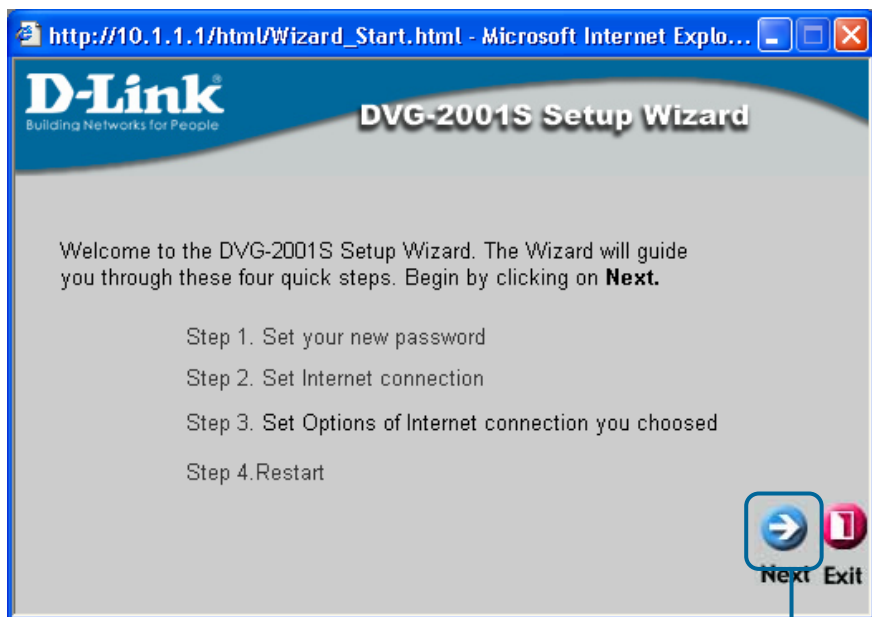 http://10.1.1.1/html/Wizard_Start.html - Microsoft Internet Explo...
D-Link
Building Networks for People
DVG-2001S Setup Wizard
Welcome to the DVG-2001S Setup Wizard. The Wizard will guide
you through these four quick steps. Begin by clicking on Next.
Step 1. Set your new password
Step 2. Set Internet connection
Step 3. Set Options of Internet connection you choosed
Step 4.Restart
Next Exit